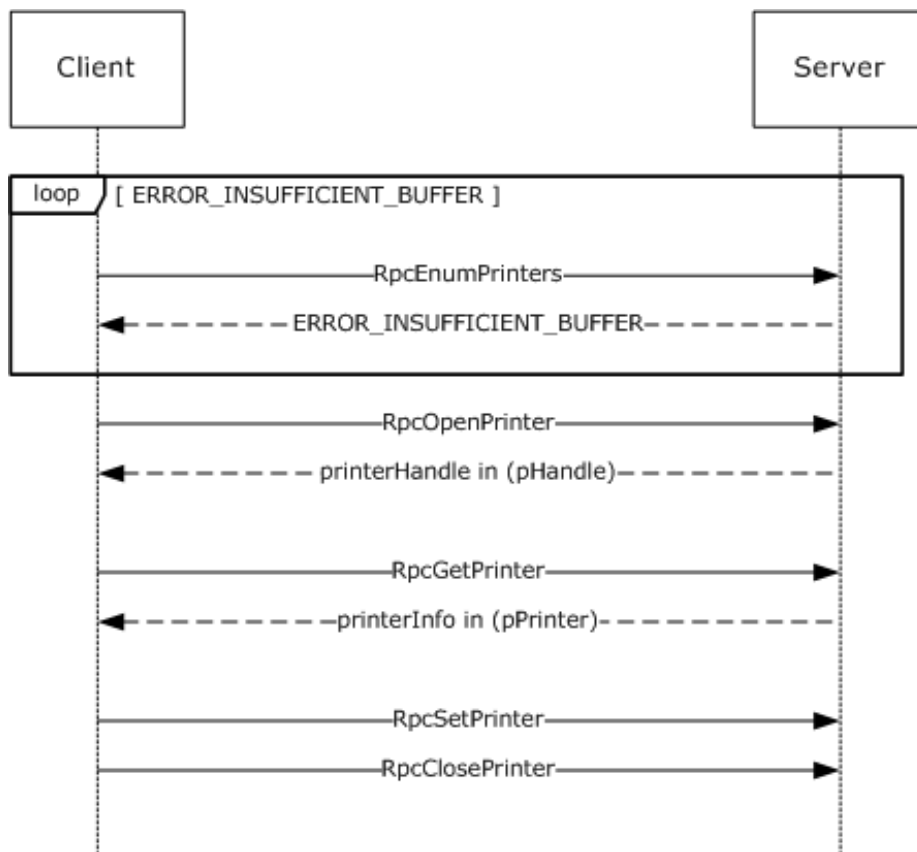 Client
Server
loop
[ ERROR_INSUFFICIENT_BUFFER ]
RpcEnumPrinters
ERROR_INSUFFICIENT_BUFFER
RpcOpenPrinter
printerHandle in (pHandle)
RpcGetPrinter
printerInfo in (pPrinter)
RpcSetPrinter
RpcClosePrinter